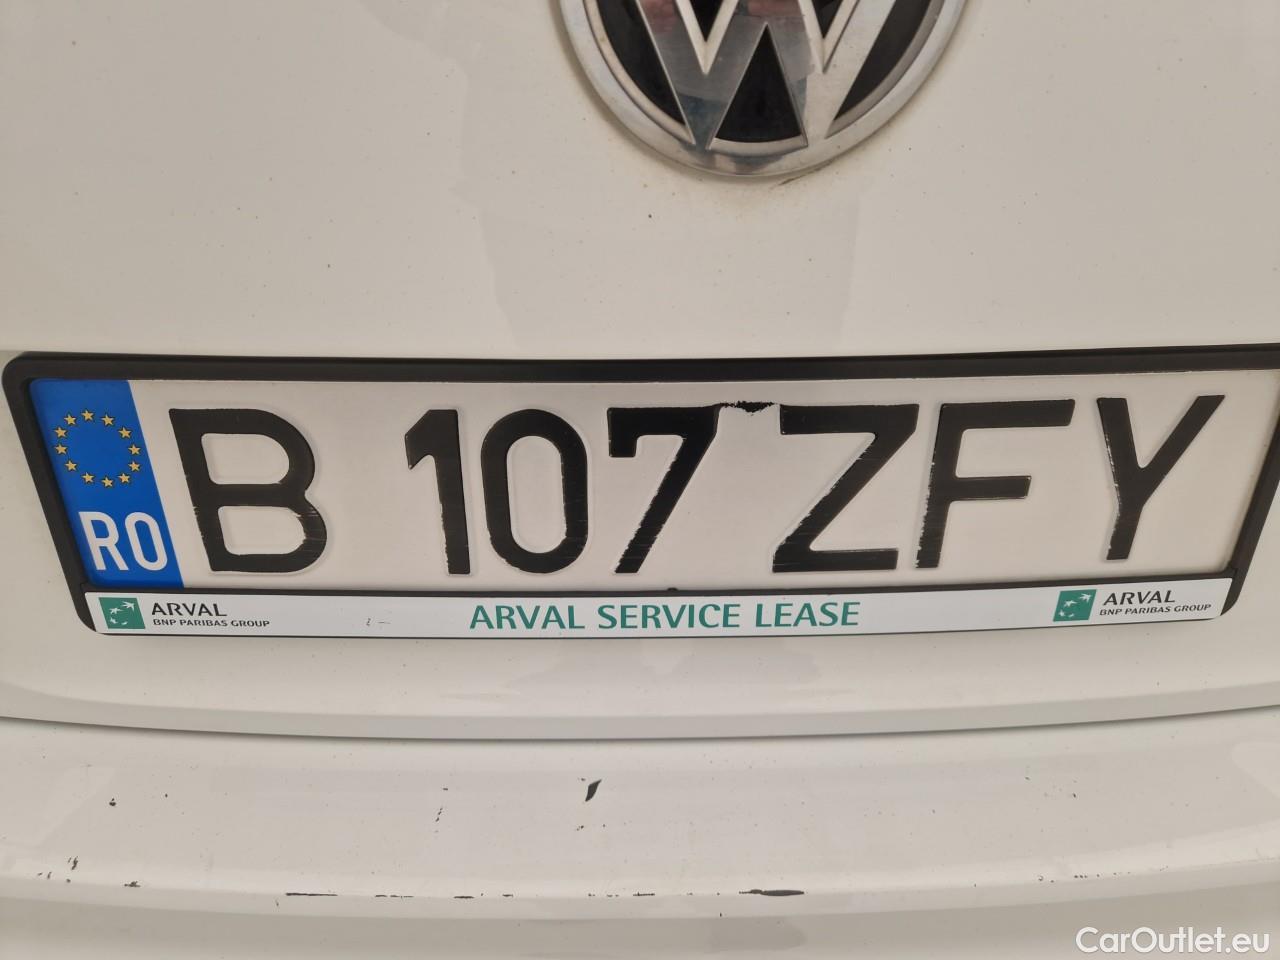 B 107 ZFY
RO
ARVAL
BNP PARIBAS GROUP
ARVAL SERVICE LEASE
ARVAL
BNP PARIBAS GROUP
CarOutlet.eu